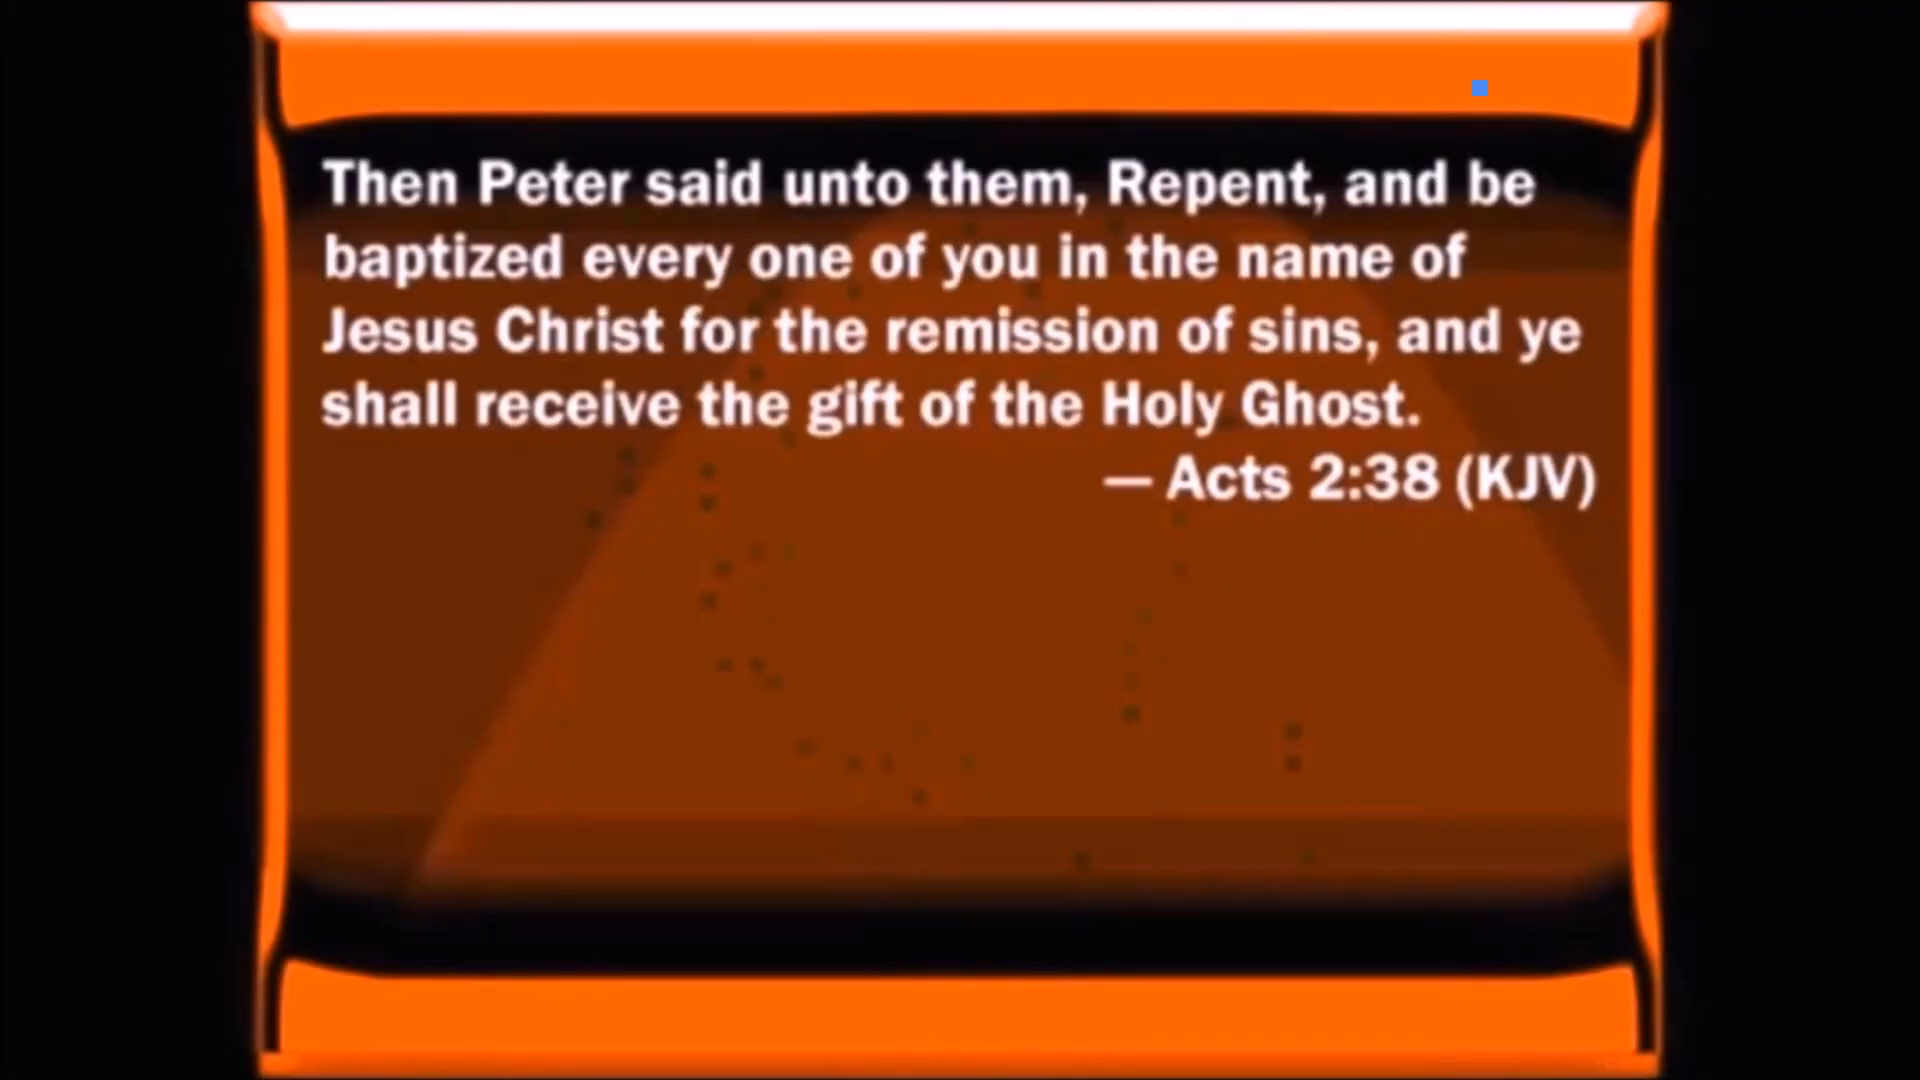 Then Peter said unto them, Repent, and be
baptized every one of you in the name of
Jesus Christ for the remission of sins, and ye
shall receive the gift of the Holy Ghost.
— Acts 2:38 (KJV)